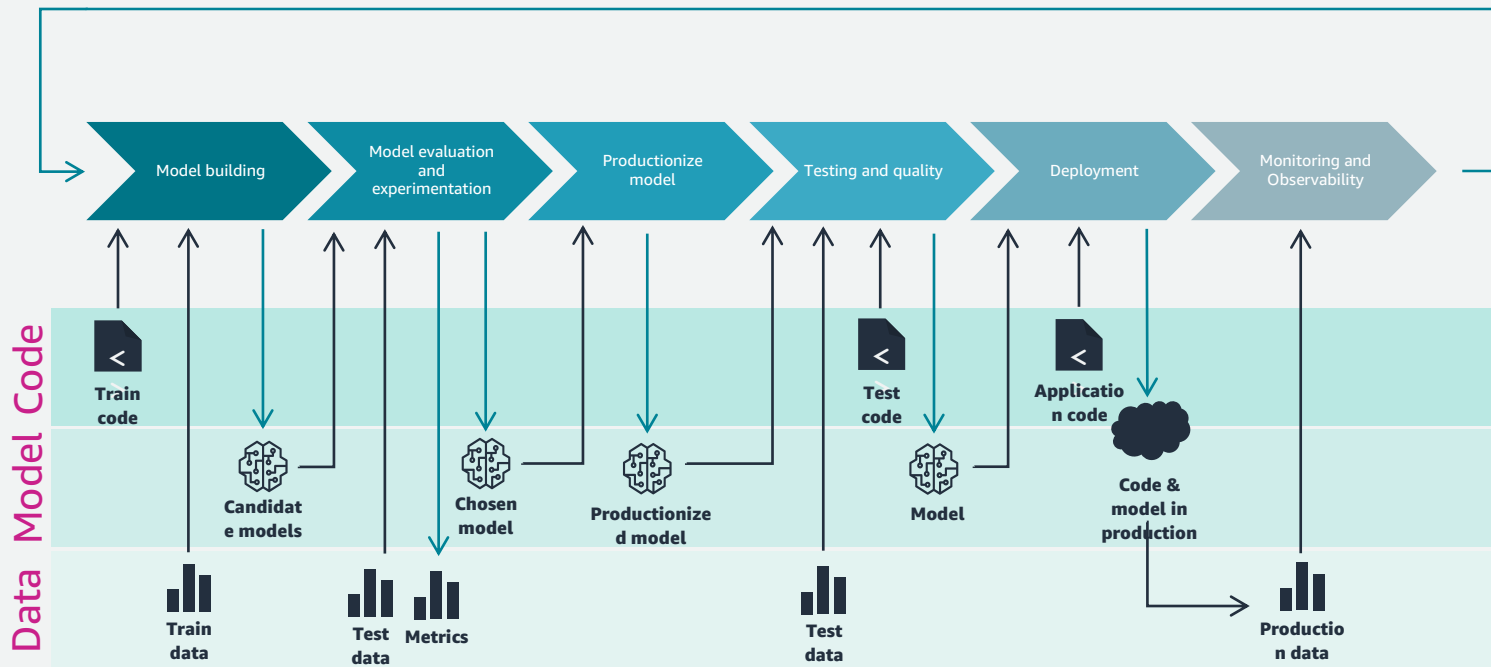 Model building
Model evaluation
and
experimentation
Productionize
model
Testing and quality
Deployment
Monitoring and
Observability
Code
Train
code
Test
code
Applicatio
n code
Model
Candidat
e models
Chosen
model
Productionize
d model
Model
Code &
model in
production
Data
Train
data
Test
data
Metrics
Test
data
Productio
n data